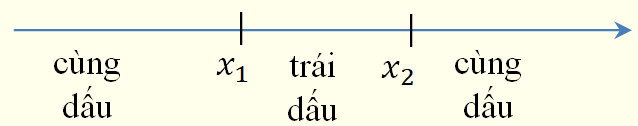 cùng x₁ trái x₂ cùng
dấu dấu dấu